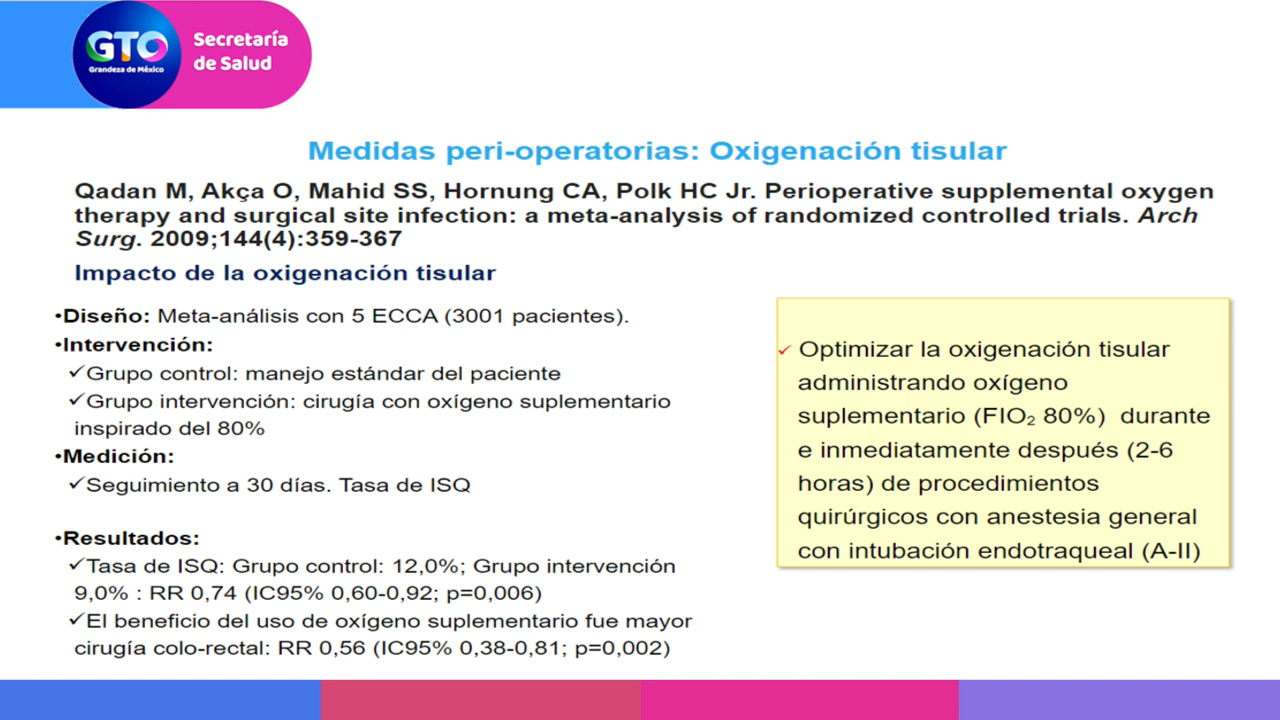 GTO
Grandeza de México
Secretaría
de Salud
Medidas peri-operatorias: Oxigenación tisular
Qadan M, Akça O, Mahid SS, Hornung CA, Polk HC Jr. Perioperative supplemental oxygen
therapy and surgical site infection: a meta-analysis of randomized controlled trials. Arch
Surg. 2009;144(4):359-367
Impacto de la oxigenación tisular
•Diseño: Meta-análisis con 5 ECCA (3001 pacientes).
•Intervención:
✓Grupo control: manejo estándar del paciente
✓Grupo intervención: cirugía con oxígeno suplementario
inspirado del 80%
•Medición:
✓Seguimiento a 30 días. Tasa de ISQ
•Resultados:
✓Tasa de ISQ: Grupo control: 12,0%; Grupo intervención
9,0% : RR 0,74 (IC95% 0,60-0,92; p=0,006)
✓El beneficio del uso de oxígeno suplementario fue mayor
cirugía colo-rectal: RR 0,56 (IC95% 0,38-0,81; p=0,002)
✓ Optimizar la oxigenación tisular
administrando oxígeno
suplementario (FIO₂ 80%) durante
e inmediatamente después (2-6
horas) de procedimientos
quirúrgicos con anestesia general
con intubación endotraqueal (A-II)